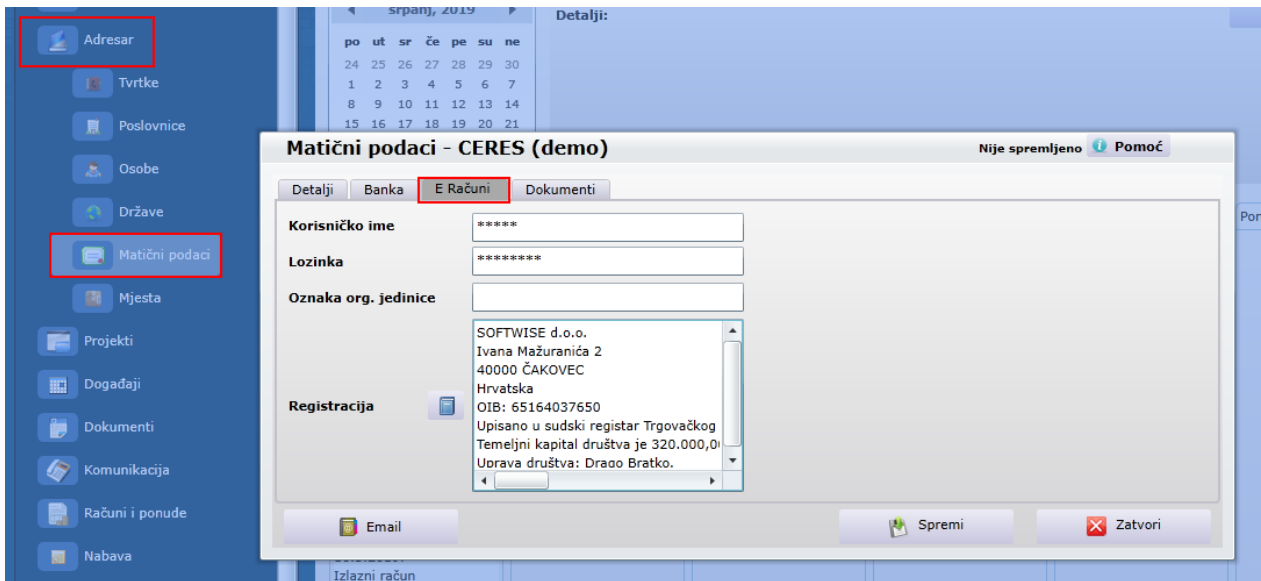 Adresar
Tvrtke
Poslovnice
Osobe
Države
Matični podaci
Mjesta
Projekti
Događaji
Dokumenti
Komunikacija
Računi i ponude
Nabava
srpanj, 2019
po ut sr če pe su ne
24 25 26 27 28 29 30
1 2 3 4 5 6 7
8 9 10 11 12 13 14
15 16 17 18 19 20 21
Detalji:
Matični podaci - CERES (demo)
Nije spremljeno
Pomoć
Detalji Banka E Računi Dokumenti
Korisničko ime *****
Lozinka ********
Oznaka org. jedinice
Registracija
SOFTWISE d.o.o.
Ivana Mažuranića 2
40000 ČAKOVEC
Hrvatska
OIB: 65164037650
Upisano u sudski registar Trgovačkog
Temeljni kapital društva je 320.000,0
Uprava društva: Drago Bratko.
Email
Spremi
Zatvori
Izlazni račun